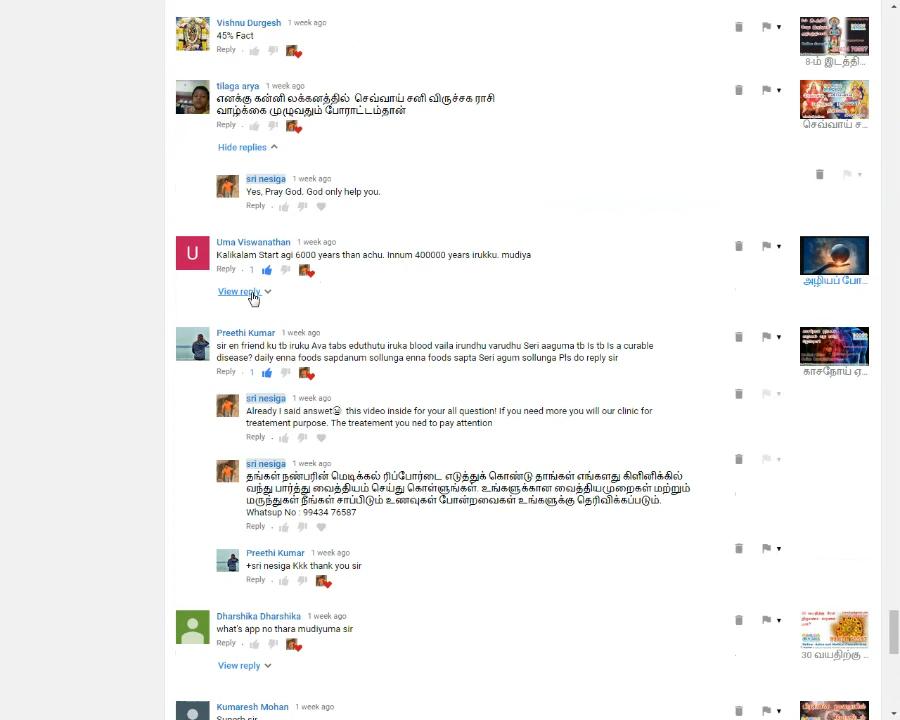 Vishnu Durgesh 1 week ago
45% Fact
Reply
8-ம் இடத்தி...
tilaga arya 1 week ago
எனக்கு கன்னி லக்கனத்தில் செவ்வாய் சனி விருச்சக ராசி
வாழ்க்கை முழுவதும் போராட்டம்தான்
Reply
செவ்வாய் ச...
Hide replies
sri nesiga 1 week ago
Yes, Pray God. God only help you.
Reply
Uma Viswanathan 1 week ago
Kalikalam Start agi 6000 years than achu. Innum 400000 years irukku. mudiya
Reply 1
அழியப் போ...
View reply
Preethi Kumar 1 week ago
sir en friend ku tb iruku Ava tabs eduthutu iruka blood vaila irundhu varudhu Seri aaguma tb Is tb Is a curable
disease? daily enna foods sapdanum sollunga enna foods sapta Seri agum sollunga Pls do reply sir
Reply 1
காசநோய் ஏ...
sri nesiga 1 week ago
Already I said answet😀 this video inside for your all question! If you need more you will our clinic for
treatement purpose. The treatement you ned to pay attention
Reply
sri nesiga 1 week ago
தங்கள் நண்பரின் மெடிக்கல் ரிப்போர்டை எடுத்துக் கொண்டு தாங்கள் எங்களது கிளினிக்கில்
வந்து பார்த்து வைத்தியம் செய்து கொள்ளுங்கள். உங்களுக்கான வைத்தியமுறைகள் மற்றும்
மருந்துகள் நீங்கள் சாப்பிடும் உணவுகள் போன்றவைகள் உங்களுக்கு தெரிவிக்கப்படும்.
Whatsup No : 99434 76587
Reply
Preethi Kumar 1 week ago
+sri nesiga Kkk thank you sir
Reply
Dharshika Dharshika 1 week ago
what's app no thara mudiyuma sir
Reply
30 வயதிற்கு ...
View reply
Kumaresh Mohan 1 week ago
Superb sir